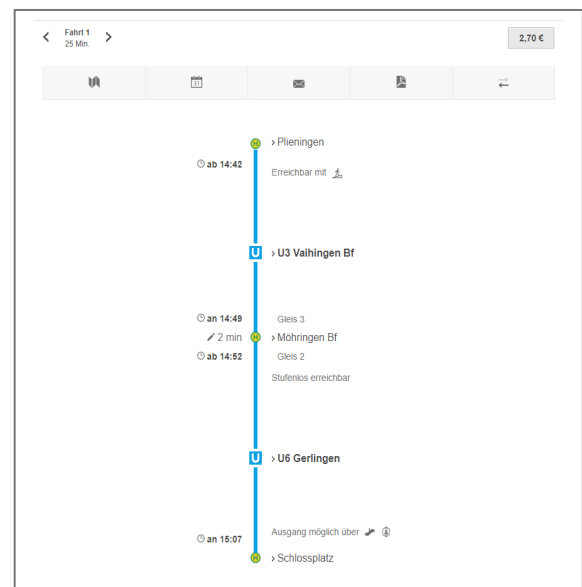 Fahrt 1
25 Min.
2,70 €
31
H
› Plieningen
ab 14:42
Erreichbar mit
U › U3 Vaihingen Bf
an 14:49 Gleis 3
2 min H › Möhringen Bf
ab 14:52 Gleis 2
Stufenlos erreichbar
U › U6 Gerlingen
Ausgang möglich über
an 15:07
H › Schlossplatz